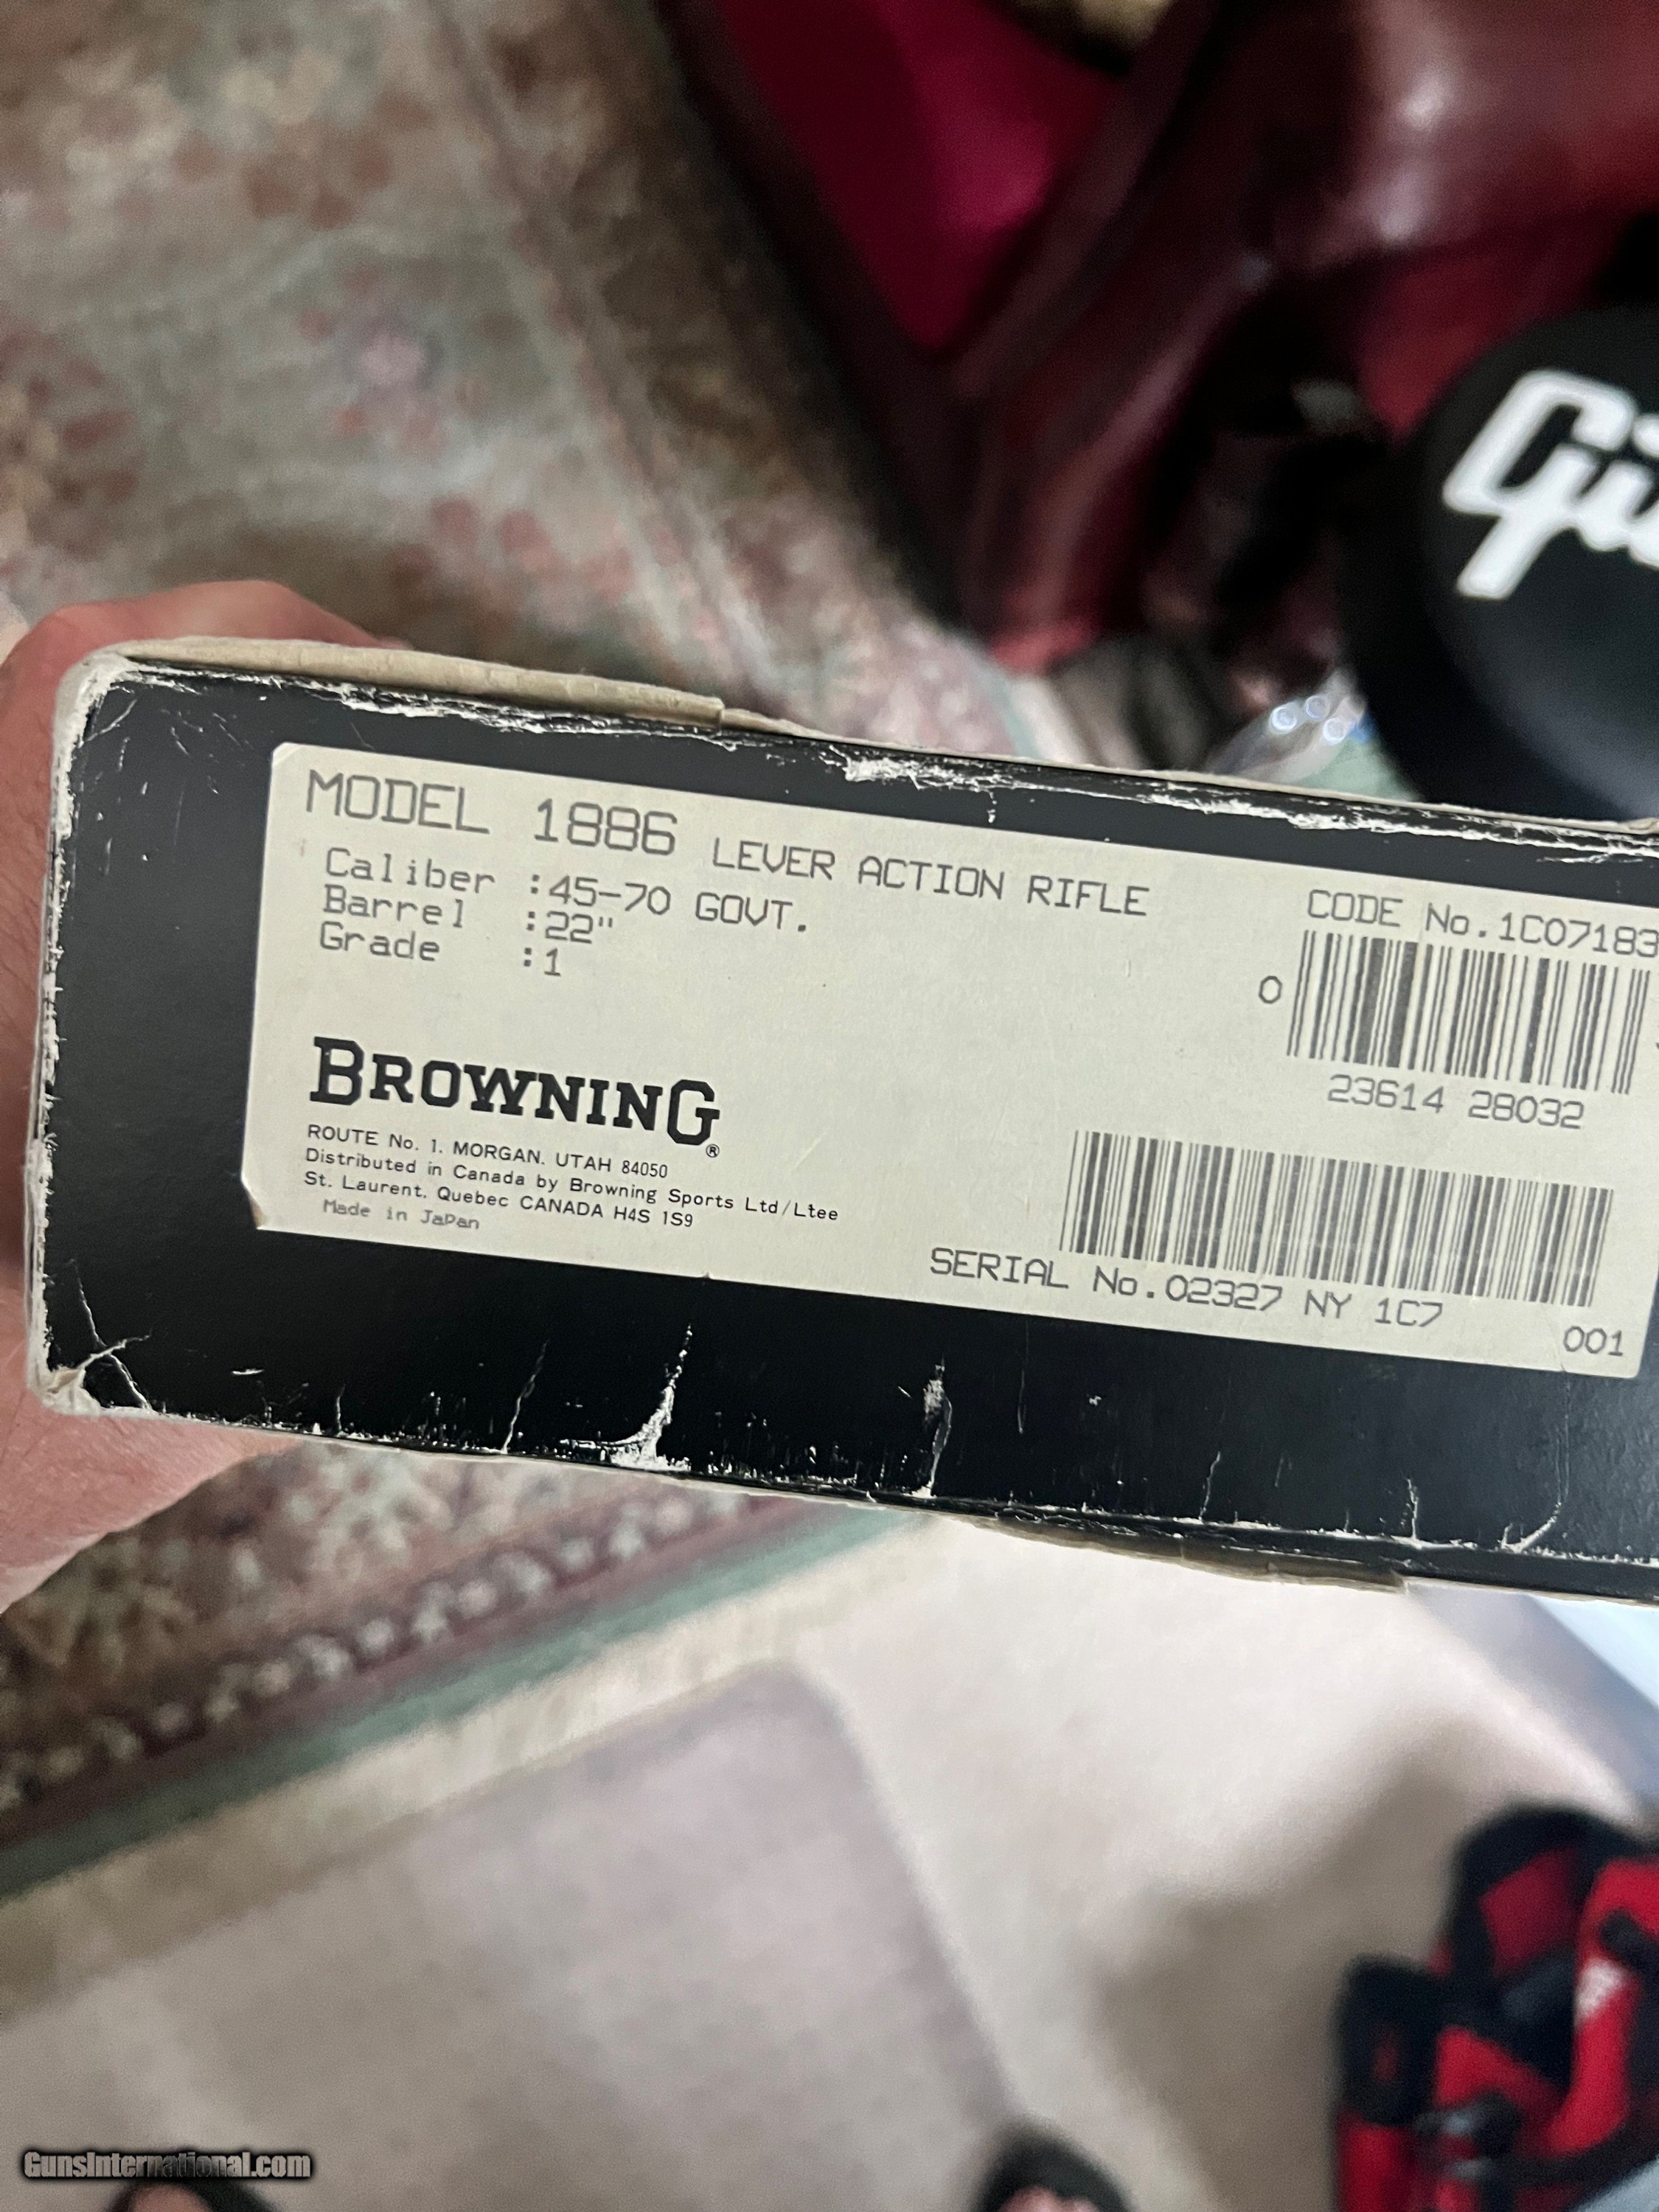 MODEL 1886 LEVER ACTION RIFLE
Caliber :45-70 GOVT.
Barrel :22"
Grade :1
CODE No.1C07183
0
23614 28032
BROWNING®
ROUTE No. 1. MORGAN. UTAH 84050
Distributed in Canada by Browning Sports Ltd/Ltee
St. Laurent, Quebec CANADA H4S 1S9
Made in Japan
SERIAL No.02327 NY 1C7
001
GunsInternational.com